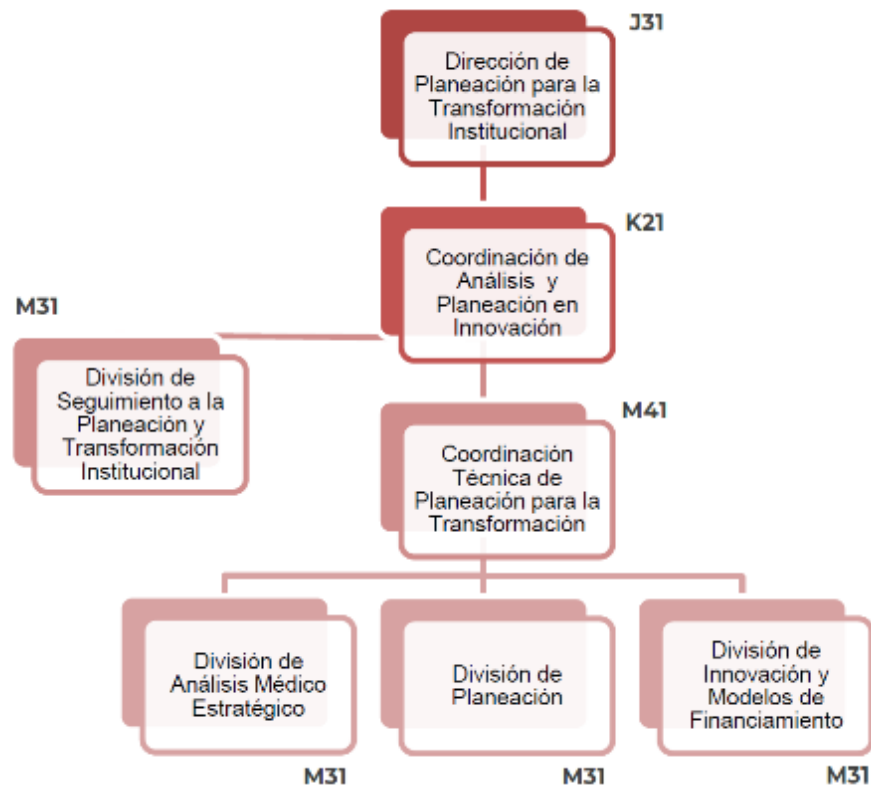 J31
Dirección de
Planeación para la
Transformación
Institucional
K21
Coordinación de
Análisis y
Planeación en
Innovación
M31
División de
Seguimiento a la
Planeación y
Transformación
Institucional
M41
Coordinación
Técnica de
Planeación para la
Transformación
División de
Análisis Médico
Estratégico
M31
División de
Planeación
M31
División de
Innovación y
Modelos de
Financiamiento
M31